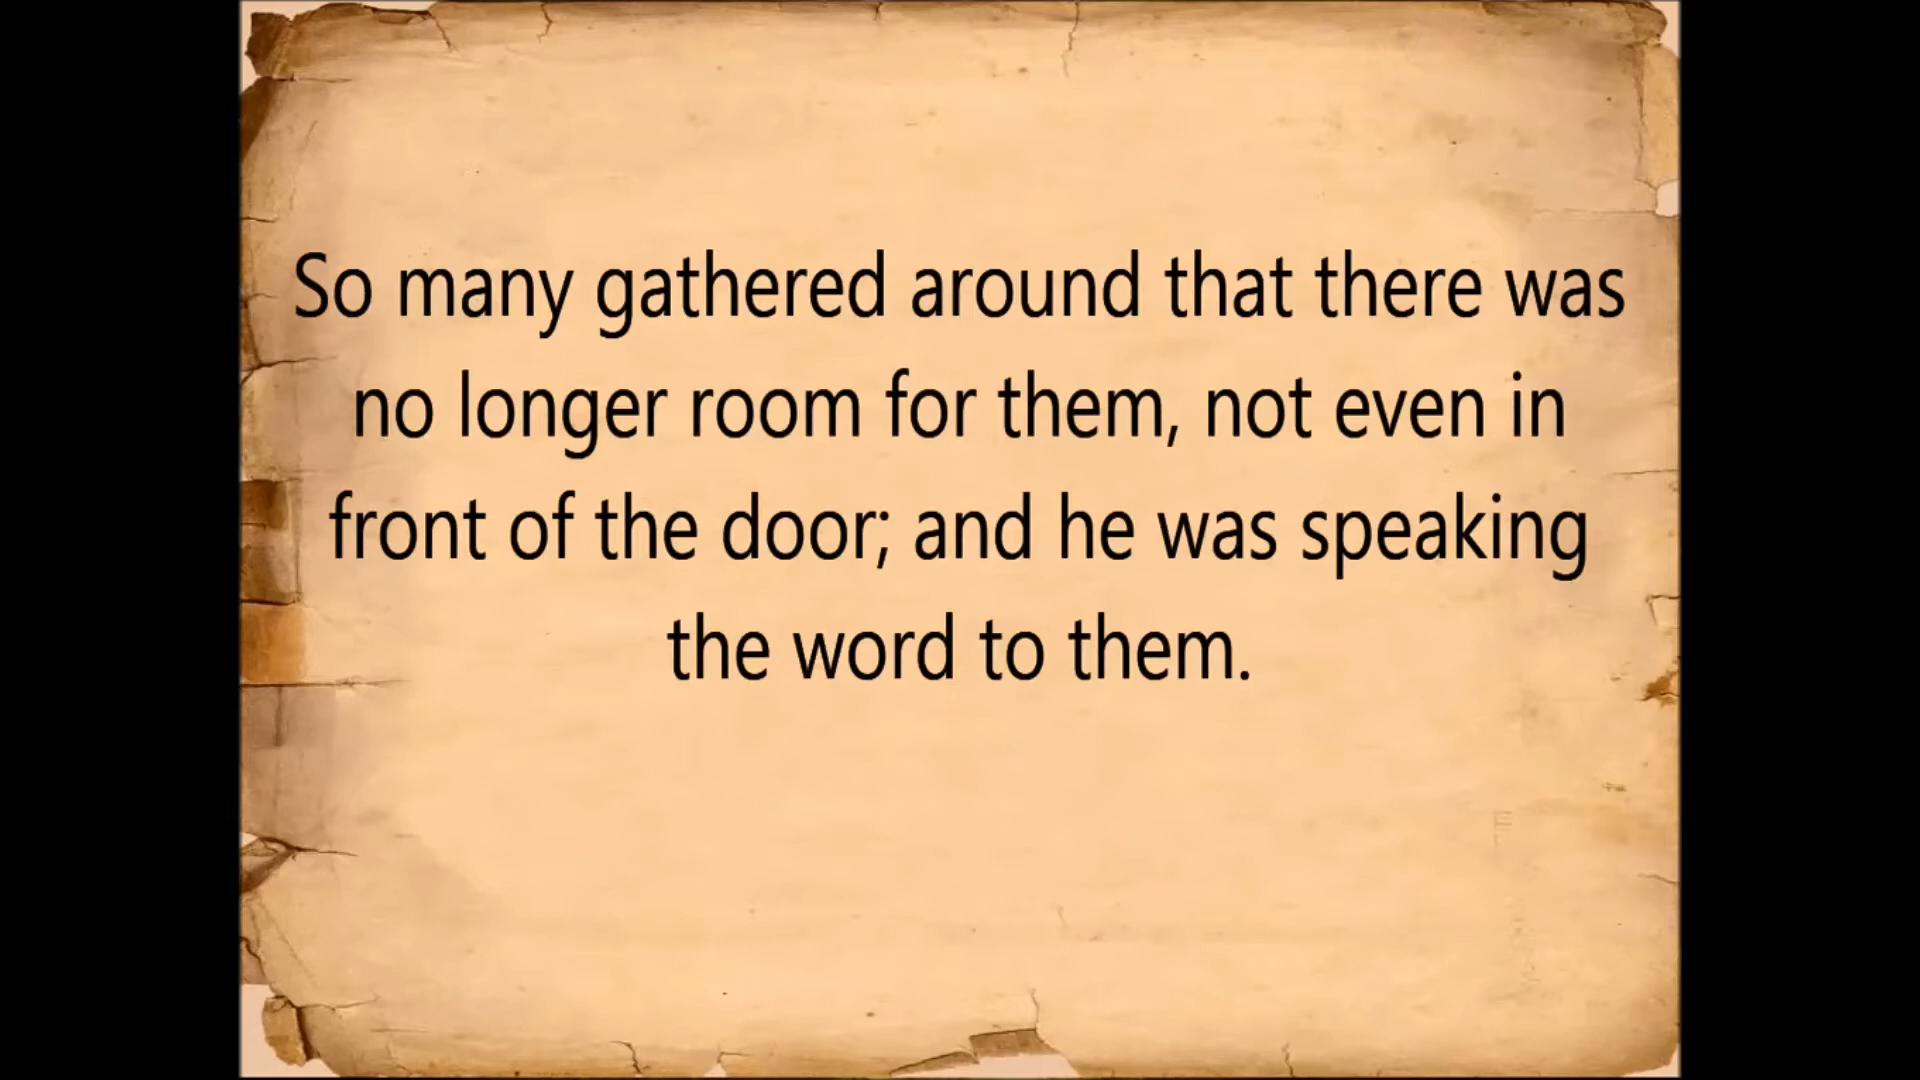 So many gathered around that there was
no longer room for them, not even in
front of the door; and he was speaking
the word to them.